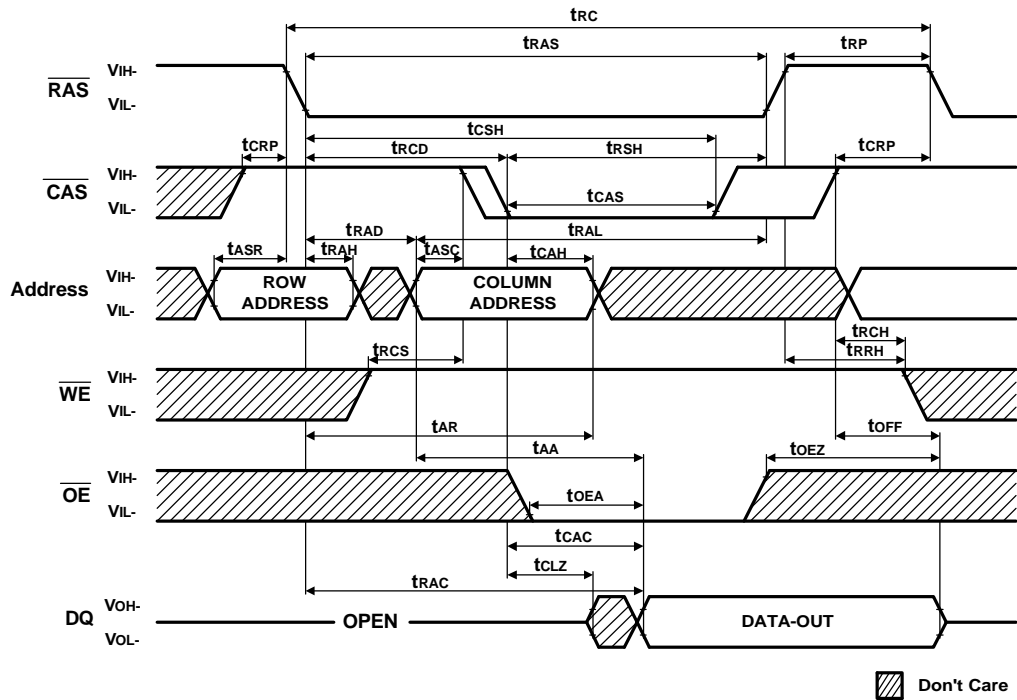 tRC
tRAS tRP
RAS VIH-
VIL-
tCSH
tCRP tRCD tRSH tCRP
CAS VIH-
VIL-
tCAS
tRAD tRAL
tASR tRAH tASC tCAH
Address VIH-
VIL-
ROW ADDRESS
COLUMN ADDRESS
tRCH
tRCS tRRH
WE VIH-
VIL-
tAR tOFF
tAA tOEZ
OE VIH-
VIL-
tOEA
tCAC
tCLZ
tRAC
DQ VOH-
VOL-
OPEN DATA-OUT
Don't Care